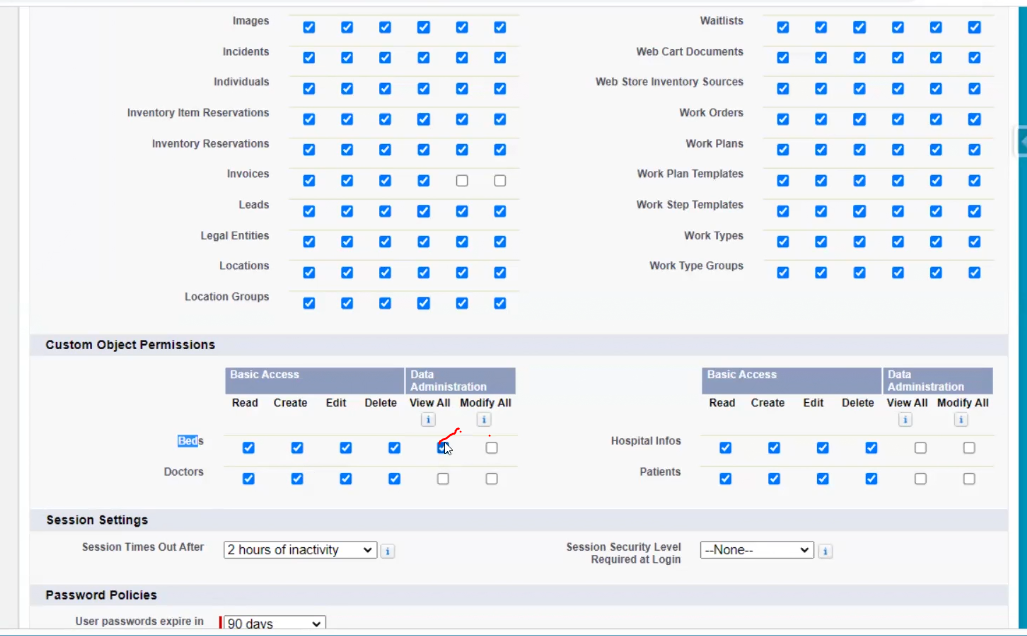 Images Waitlists
Incidents Web Cart Documents
Individuals Web Store Inventory Sources
Inventory Item Reservations Work Orders
Inventory Reservations Work Plans
Invoices Work Plan Templates
Leads Work Step Templates
Legal Entities Work Types
Locations Work Type Groups
Location Groups
Custom Object Permissions
Basic Access Data Administration Basic Access Data Administration
Read Create Edit Delete View All Modify All Read Create Edit Delete View All Modify All
i i i i
Beds Hospital Infos
Doctors Patients
Session Settings
Session Times Out After 2 hours of inactivity i Session Security Level Required at Login --None-- i
Password Policies
User passwords expire in 90 days